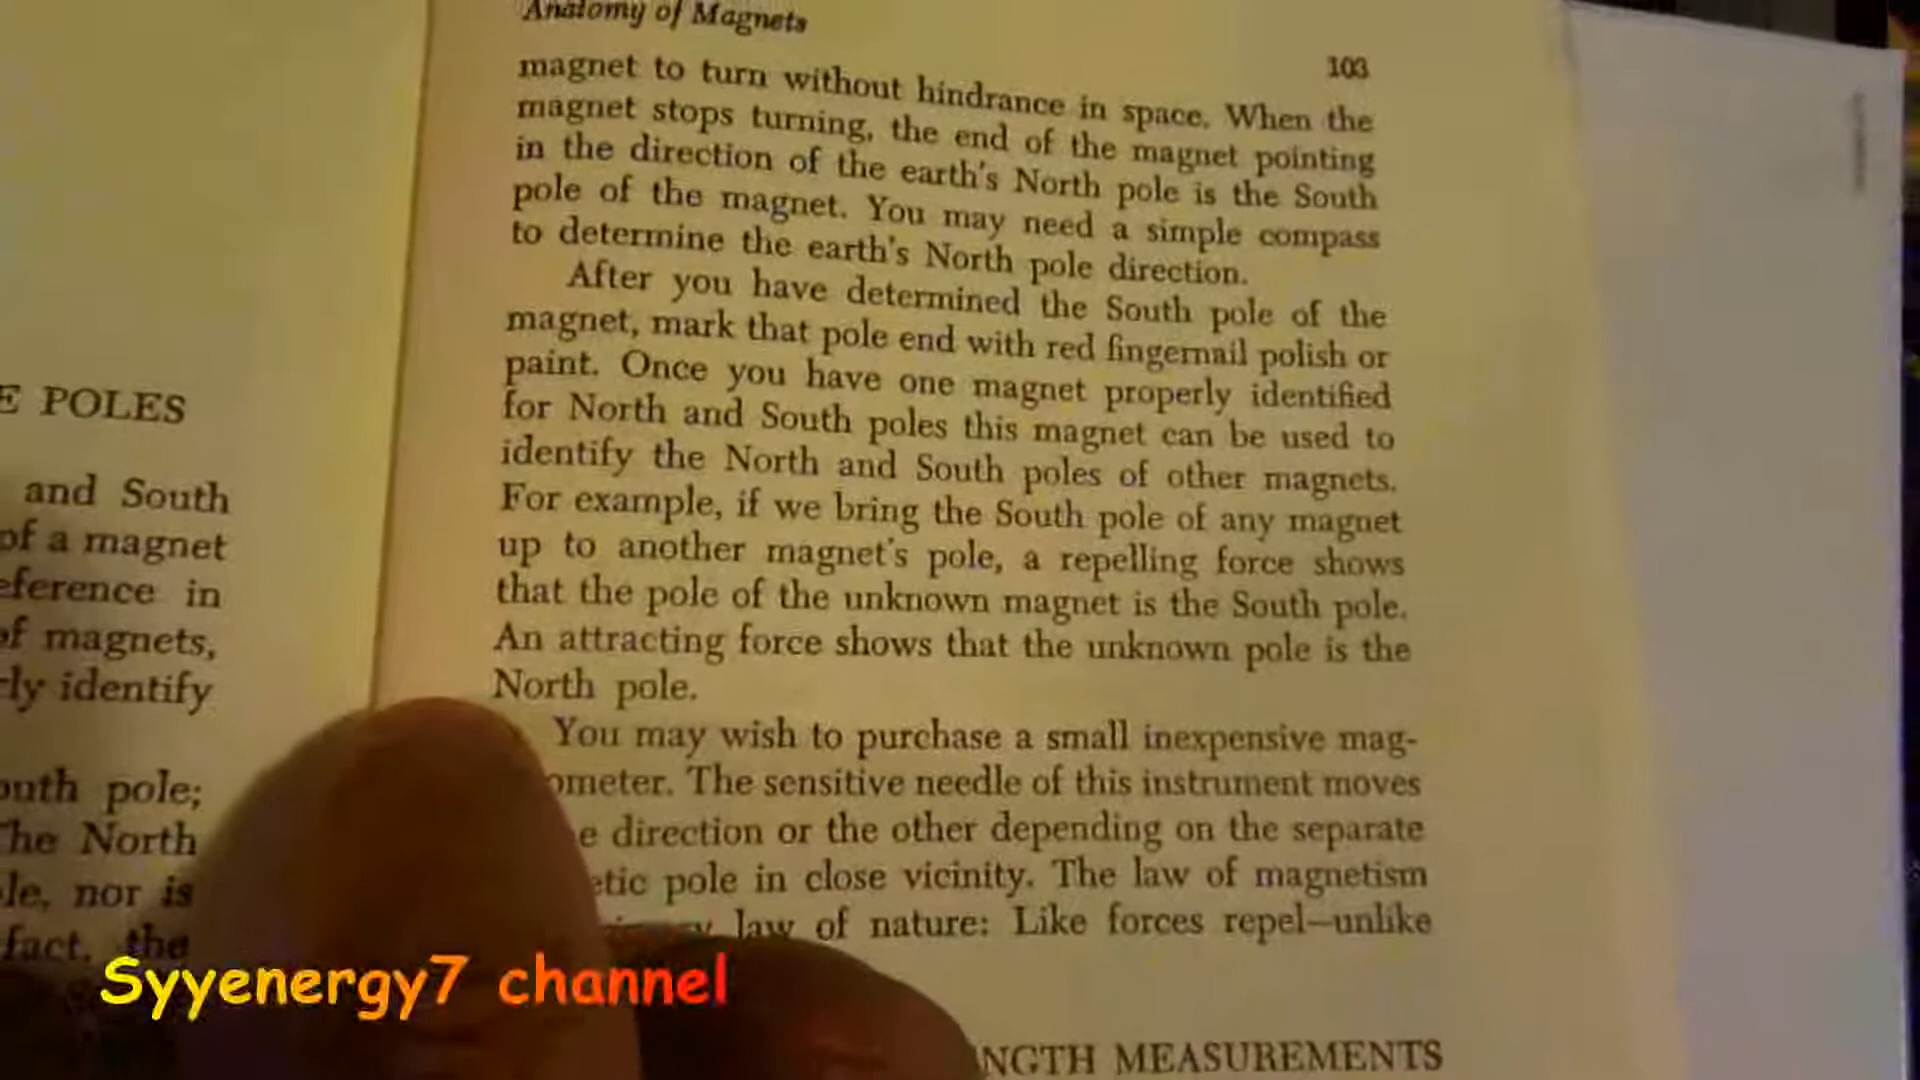 E POLES
and South
of a magnet
eference in
of magnets,
rly identify
outh pole;
The North
le, nor is
fact, the
Anatomy of Magnets
103
magnet to turn without hindrance in space. When the
magnet stops turning, the end of the magnet pointing
in the direction of the earth's North pole is the South
pole of the magnet. You may need a simple compass
to determine the earth's North pole direction.
After you have determined the South pole of the
magnet, mark that pole end with red fingernail polish or
paint. Once you have one magnet properly identified
for North and South poles this magnet can be used to
identify the North and South poles of other magnets.
For example, if we bring the South pole of any magnet
up to another magnet's pole, a repelling force shows
that the pole of the unknown magnet is the South pole.
An attracting force shows that the unknown pole is the
North pole.
You may wish to purchase a small inexpensive mag-
ometer. The sensitive needle of this instrument moves
e direction or the other depending on the separate
etic pole in close vicinity. The law of magnetism
law of nature: Like forces repel—unlike
NGTH MEASUREMENTS
Syyenergy7 channel